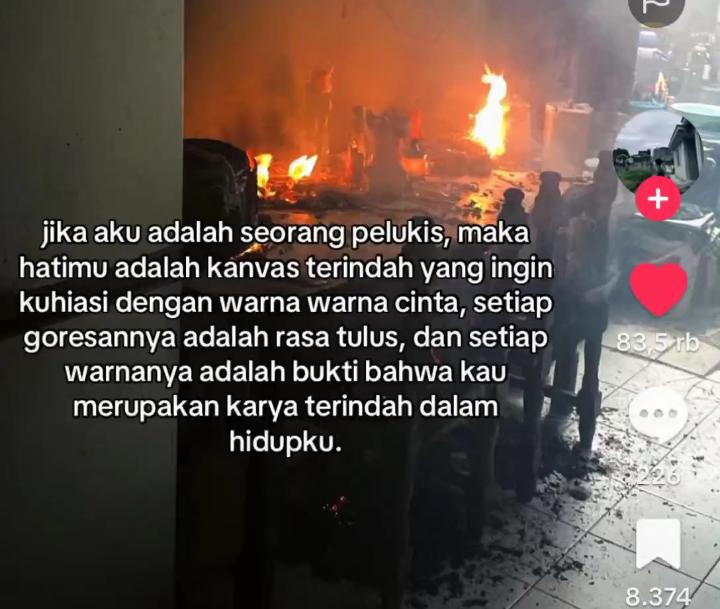 jika aku adalah seorang pelukis, maka
hatimu adalah kanvas terindah yang ingin
kuhiasi dengan warna warna cinta, setiap
goresannya adalah rasa tulus, dan setiap
warnanya adalah bukti bahwa kau
merupakan karya terindah dalam
hidupku.
83,5 rb
226
8.374